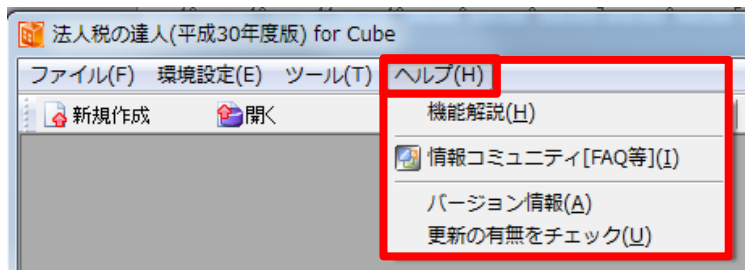 法人税の達人(平成30年度版) for Cube
ファイル(F) 環境設定(E) ツール(T) ヘルプ(H)
新規作成 開く
機能解説(H)
情報コミュニティ[FAQ等](I)
バージョン情報(A)
更新の有無をチェック(U)